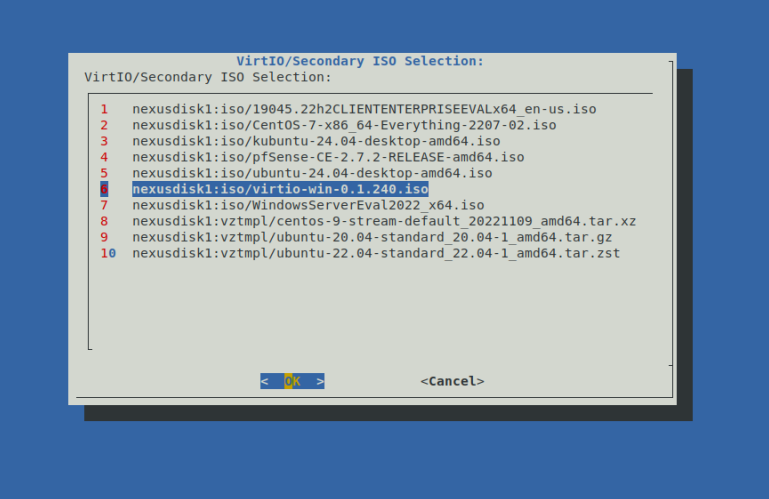 VirtIO/Secondary ISO Selection:
VirtIO/Secondary ISO Selection:
1 nexusdisk1:iso/19045.22h2CLIENTENTERPRISEEVALx64_en-us.iso
2 nexusdisk1:iso/CentOS-7-x86_64-Everything-2207-02.iso
3 nexusdisk1:iso/kubuntu-24.04-desktop-amd64.iso
4 nexusdisk1:iso/pfSense-CE-2.7.2-RELEASE-amd64.iso
5 nexusdisk1:iso/ubuntu-24.04-desktop-amd64.iso
6 nexusdisk1:iso/virtio-win-0.1.240.iso
7 nexusdisk1:iso/WindowsServerEval2022_x64.iso
8 nexusdisk1:vztmpl/centos-9-stream-default_20221109_amd64.tar.xz
9 nexusdisk1:vztmpl/ubuntu-20.04-standard_20.04-1_amd64.tar.gz
10 nexusdisk1:vztmpl/ubuntu-22.04-standard_22.04-1_amd64.tar.zst
< OK > <Cancel>